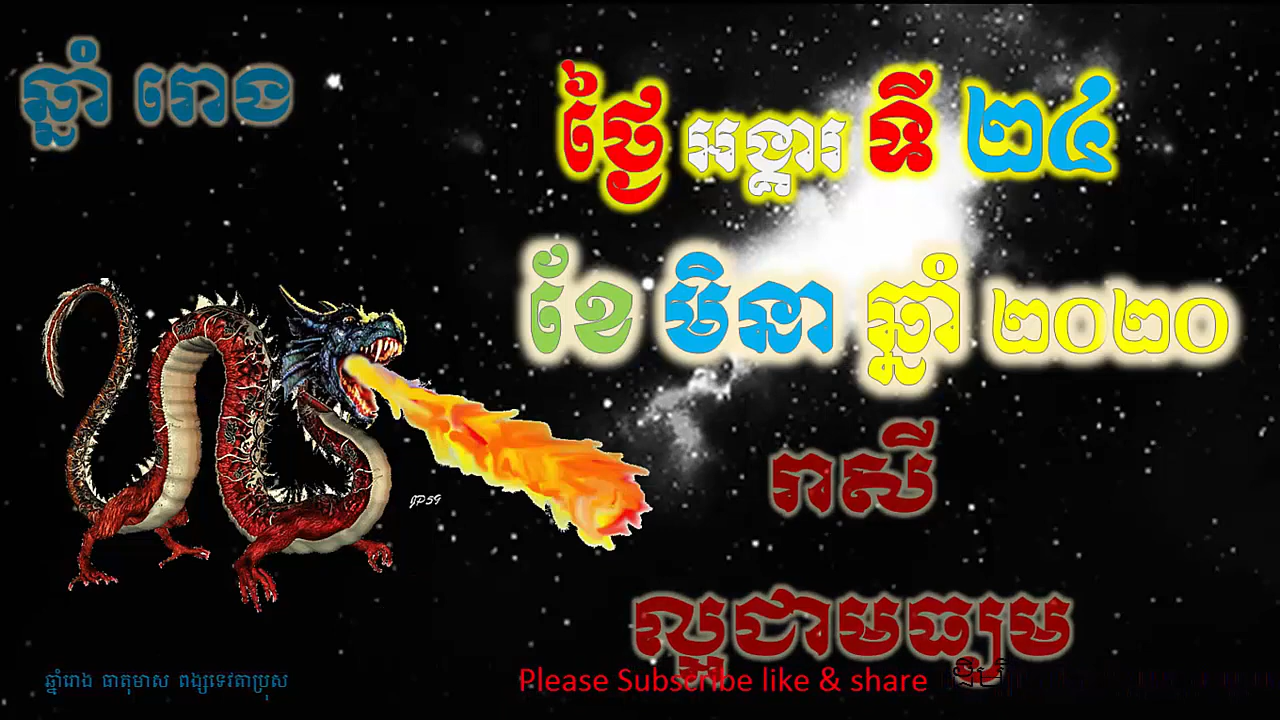 ឆ្នាំ រោង
ថ្ងៃ អង្គារ ទី ២៤
ខែ មិនា ឆ្នាំ ២០២០
រាសី
ល្អជាមធ្យម
JPSG
ឆ្នាំរោង ធាតុមាស ពង្សទេវតាប្រុស
Please Subscribe like & share